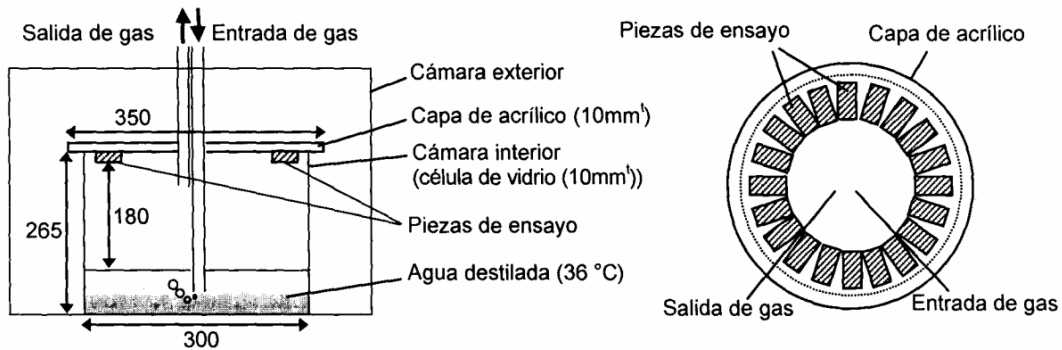 Salida de gas
Entrada de gas
Cámara exterior
350
Capa de acrílico (10mmᵗ)
Cámara interior
(célula de vidrio (10mmᵗ))
180
265
Piezas de ensayo
Agua destilada (36 °C)
300
Piezas de ensayo
Capa de acrílico
Salida de gas
Entrada de gas